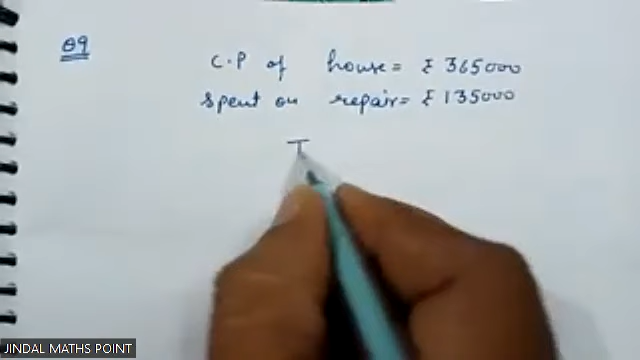 Q9
C.P of house = ₹ 365000
spent on repair = ₹ 135000
T
JINDAL MATHS POINT